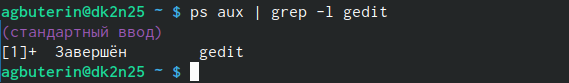 agbuterin@dk2n25 ~ $ ps aux | grep -l gedit
(стандартный ввод)
[1]+  Завершён        gedit
agbuterin@dk2n25 ~ $